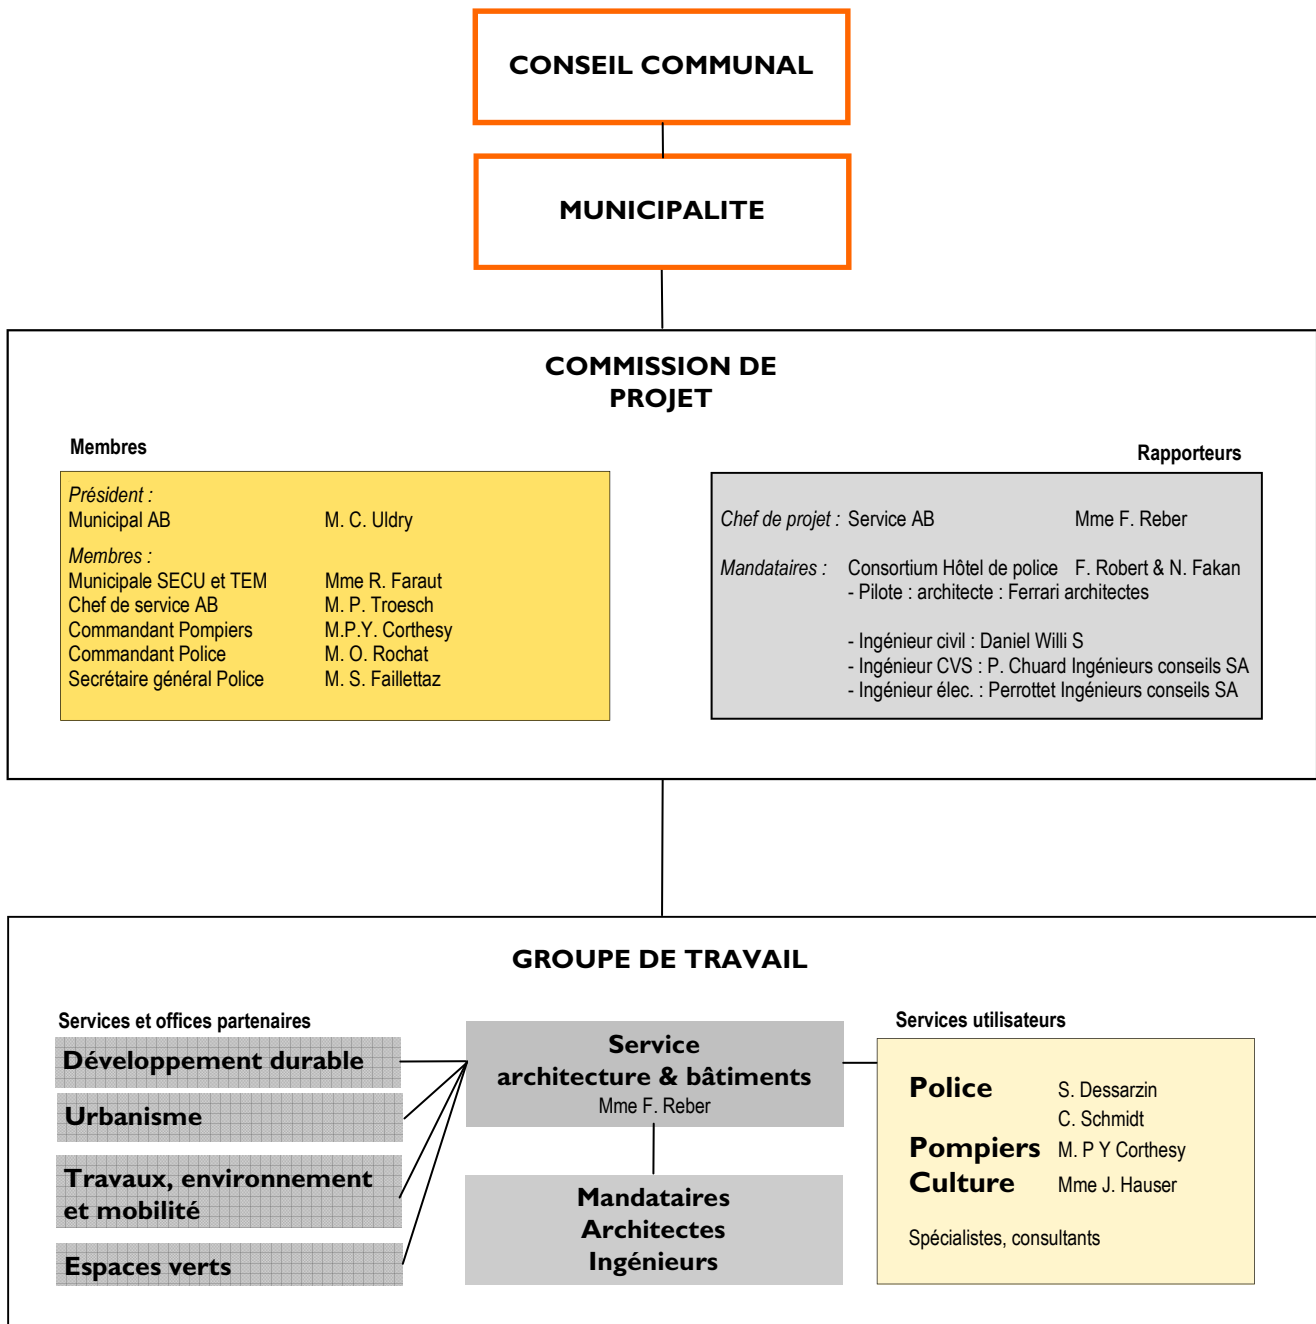 CONSEIL COMMUNAL
MUNICIPALITE
COMMISSION DE
PROJET
Membres
Président :
Municipal AB M. C. Uldry
Membres :
Municipale SECU et TEM Mme R. Faraut
Chef de service AB M. P. Troesch
Commandant Pompiers M.P.Y. Corthesy
Commandant Police M. O. Rochat
Secrétaire général Police M. S. Faillettaz
Rapporteurs
Chef de projet : Service AB Mme F. Reber
Mandataires : Consortium Hôtel de police F. Robert & N. Fakan
- Pilote : architecte : Ferrari architectes
- Ingénieur civil : Daniel Willi S
- Ingénieur CVS : P. Chuard Ingénieurs conseils SA
- Ingénieur élec. : Perrottet Ingénieurs conseils SA
GROUPE DE TRAVAIL
Services et offices partenaires
Développement durable
Urbanisme
Travaux, environnement
et mobilité
Espaces verts
Service
architecture & bâtiments
Mme F. Reber
Mandataires
Architectes
Ingénieurs
Services utilisateurs
Police S. Dessarzin
C. Schmidt
Pompiers M. P Y Corthesy
Culture Mme J. Hauser
Spécialistes, consultants